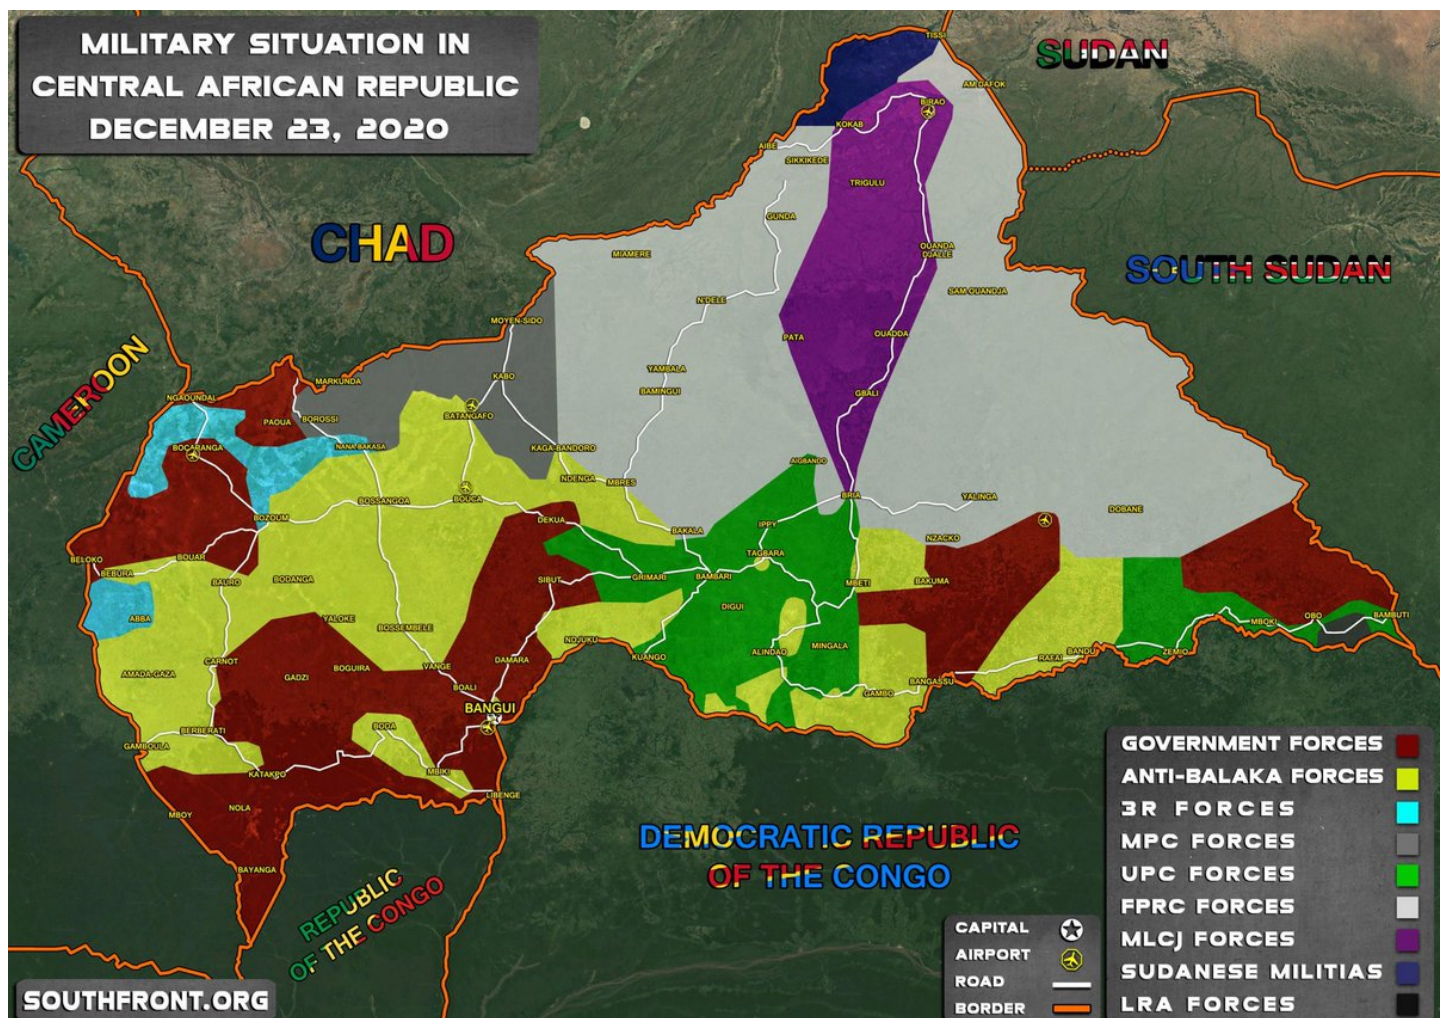 MILITARY SITUATION IN
CENTRAL AFRICAN REPUBLIC
DECEMBER 23, 2020
SUDAN
TISSI
AM DAFOK
BIRAO
KOKAB
AIBE
SIKKIKEDE
TRIGULU
GUNDA
CHAD
MIAMERE
OUANDA
DJALLE
SOUTH SUDAN
SAM OUANDJA
N'DELE
MOYEN-SIDO
PATA
OUADDA
CAMEROON
YAMBALA
KABO
MARKUNDA
BAMINGUI
GBALI
NGAOUNDAL
BATANGAFO
PAOUA
BOROSSI
BOCARANGA
NANA-BAKASA
KAGA-BANDORO
AIGBANDO
NDENGA
MBRES
BRIA
YALINGA
BOSSANGOA
BOUCA
DOBANE
BOZOUM
DEKUA
BAKALA
IPPY
NZACKO
TAGBARA
BELOKO
BOUAR
BEBURA
BAURO
BODANGA
SIBUT
GRIMARI
BAMBARI
MBETI
BAKUMA
DIGUI
ABBA
YALOKE
BOSSEMBELE
OBO
BAMBUTI
MBOKI
NDJUKU
MINGALA
KUANGO
ALINDAO
BANDU
ZEMIO
RAFAI
CARNOT
BOGUIRA
VANGE
DAMARA
AMADA-GAZA
GADZI
BOALI
BANGASSU
GAMBO
BANGUI
BERBERATI
BODA
GAMBOULA
KATAKPO
MBIKI
LIBENGE
NOLA
MBOY
BAYANGA
DEMOCRATIC REPUBLIC
OF THE CONGO
REPUBLIC
OF THE CONGO
GOVERNMENT FORCES
ANTI-BALAKA FORCES
3R FORCES
MPC FORCES
UPC FORCES
FPRC FORCES
MLCJ FORCES
SUDANESE MILITIAS
LRA FORCES
CAPITAL
AIRPORT
ROAD
BORDER
SOUTHFRONT.ORG